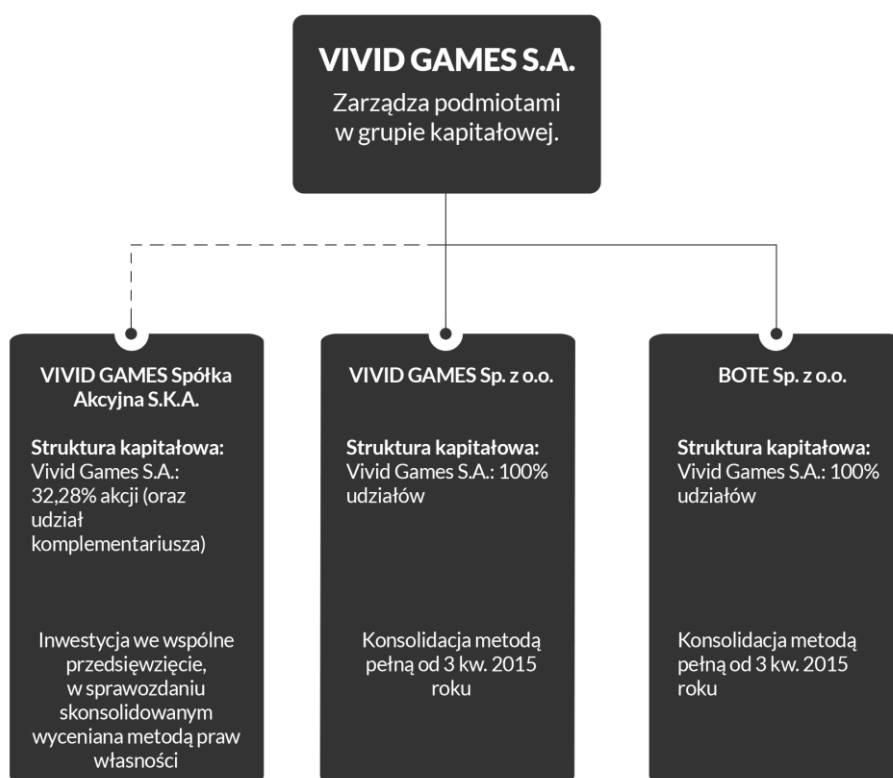 VIVID GAMES S.A.
Zarządza podmiotami
w grupie kapitałowej.
VIVID GAMES Spółka
Akcyjna S.K.A.
Struktura kapitałowa:
Vivid Games S.A.:
32,28% akcji (oraz
udział
komplementariusza)
Inwestycja we wspólne
przedsięwzięcie,
w sprawozdaniu
skonsolidowanym
wyceniana metodą praw
własności
VIVID GAMES Sp. z o.o.
Struktura kapitałowa:
Vivid Games S.A.: 100%
udziałów
Konsolidacja metodą
pełną od 3 kw. 2015
roku
BOTE Sp. z o.o.
Struktura kapitałowa:
Vivid Games S.A.: 100%
udziałów
Konsolidacja metodą
pełną od 3 kw. 2015
roku